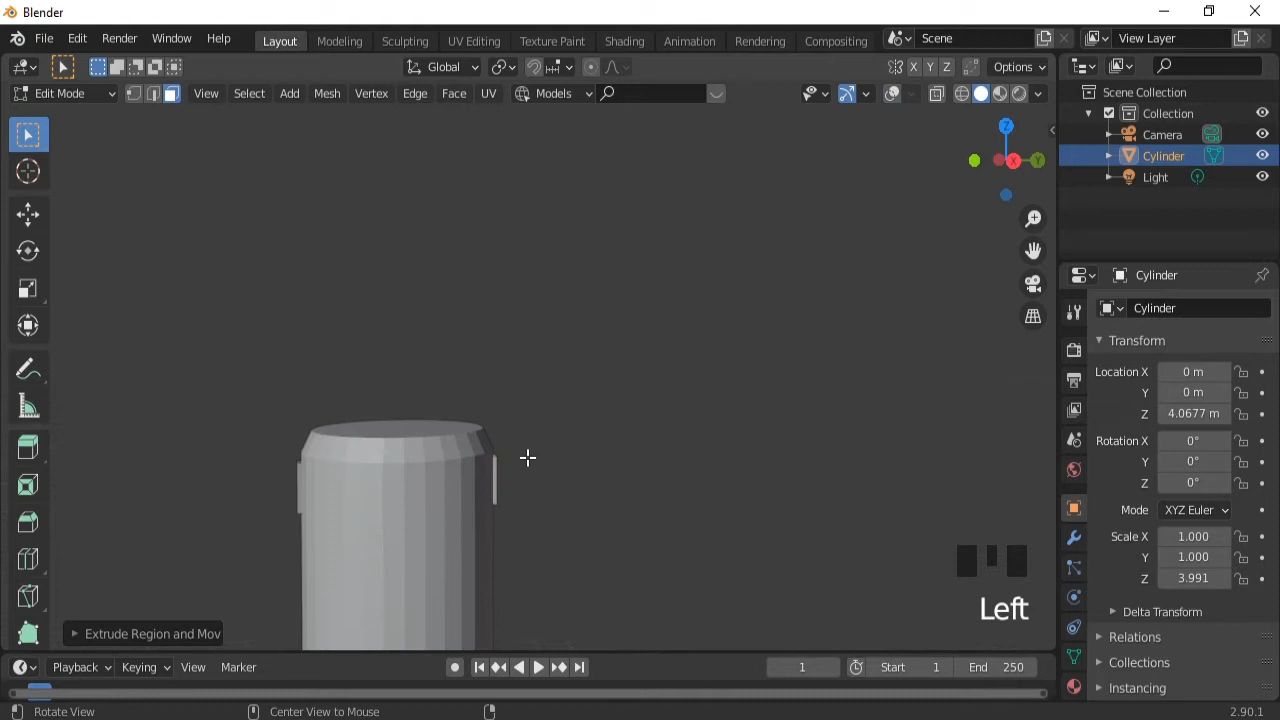 Blender
File Edit Render Window Help Layout Modeling Sculpting UV Editing Texture Paint Shading Animation Rendering Compositing Scene View Layer
Global X Y Z Options
Edit Mode View Select Add Mesh Vertex Edge Face UV Models
Scene Collection
Collection
Camera
Cylinder
Light
Z
X
Y
Cylinder
Cylinder
Transform
Location X 0 m
Y 0 m
Z 4.0677 m
Rotation X 0°
Y 0°
Z 0°
Mode XYZ Euler
Scale X 1.000
Y 1.000
Z 3.991
Delta Transform
Relations
Collections
Instancing
Left
Extrude Region and Mov
Playback Keying View Marker 1 Start 1 End 250
Rotate View Center View to Mouse 2.90.1